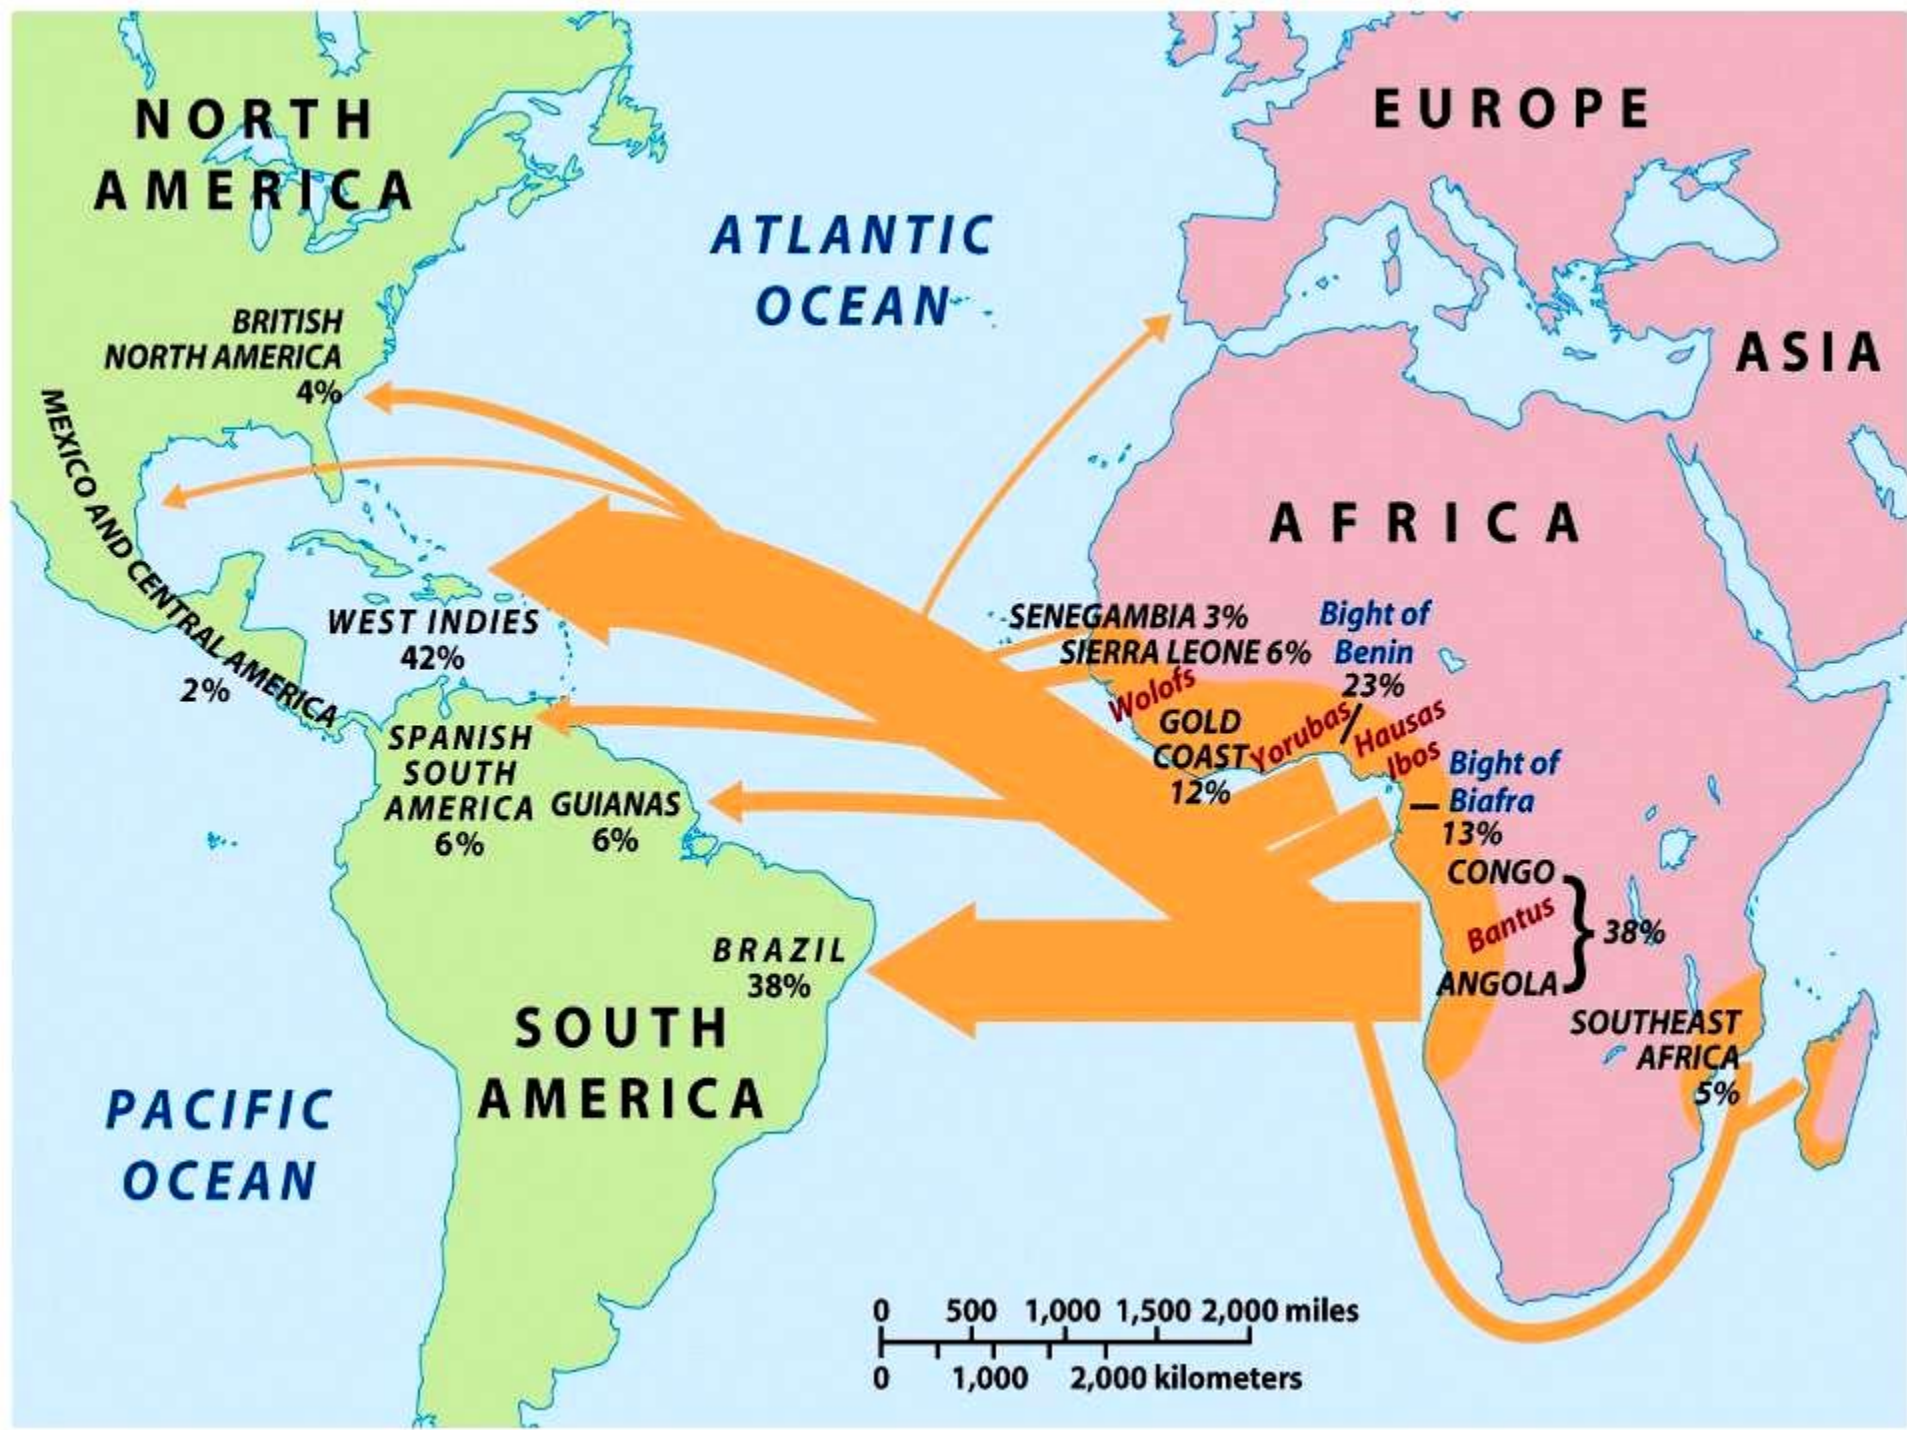 NORTH
AMERICA
EUROPE
ATLANTIC
OCEAN
ASIA
BRITISH
NORTH AMERICA
4%
MEXICO AND CENTRAL AMERICA
2%
AFRICA
WEST INDIES
42%
SENEGAMBIA 3%
SIERRA LEONE 6%
Bight of
Benin
23%
Wolofs
GOLD
COAST
12%
Yorubas
Hausas
Ibos
Bight of
Biafra
13%
SPANISH
SOUTH
AMERICA
6%
GUIANAS
6%
CONGO
Bantus
38%
ANGOLA
BRAZIL
38%
SOUTH
AMERICA
SOUTHEAST
AFRICA
5%
PACIFIC
OCEAN
0 500 1,000 1,500 2,000 miles
0 1,000 2,000 kilometers